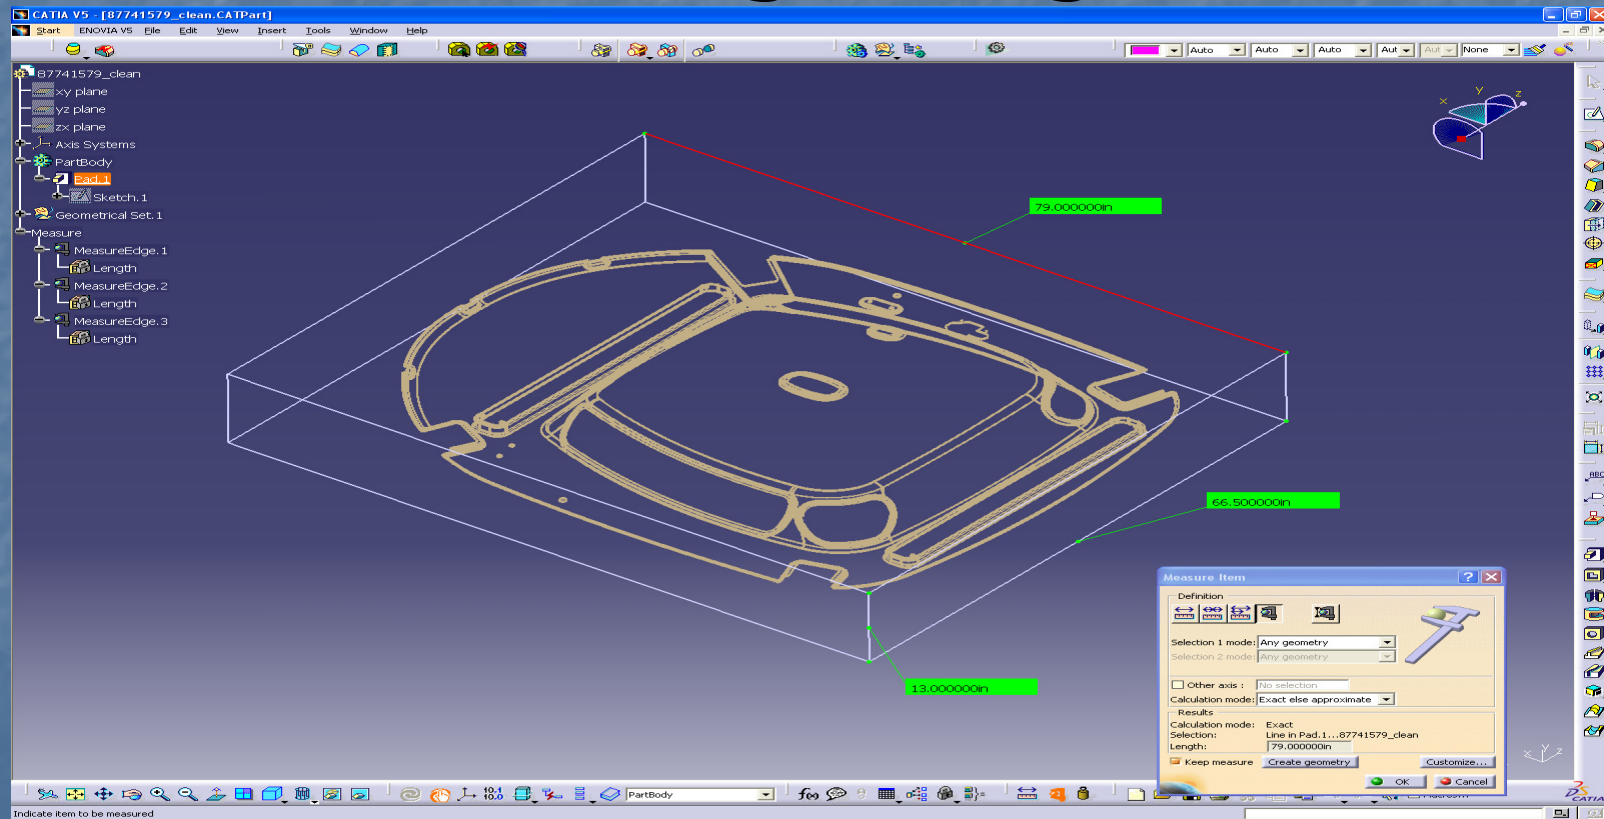 CATIA V5 - [87741579_clean.CATPart]
Start ENOVIA V5 File Edit View Insert Tools Window Help
Auto Auto Auto Aut Aut None
87741579_clean
xy plane
yz plane
zx plane
Axis Systems
PartBody
Pad.1
Sketch.1
Geometrical Set.1
Measure
MeasureEdge.1
Length
MeasureEdge.2
Length
MeasureEdge.3
Length
x y z
79.000000in
66.500000in
13.000000in
Measure Item
Definition
Selection 1 mode: Any geometry
Selection 2 mode: Any geometry
Other axis : No selection
Calculation mode: Exact else approximate
Results
Calculation mode: Exact
Selection: Line in Pad.1...87741579_clean
Length: 79.000000in
Keep measure Create geometry Customize...
OK Cancel
x y z
ABC
PartBody
f(x)
CATIA
Indicate item to be measured